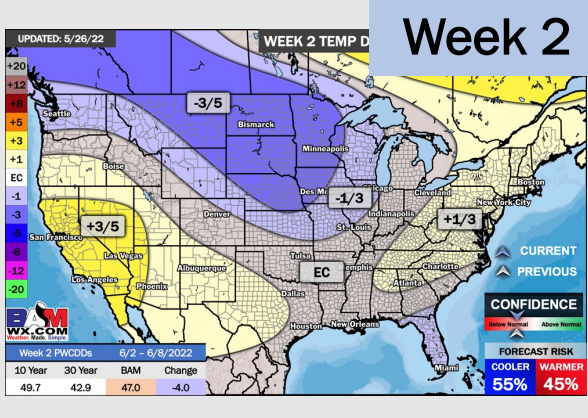 Week 2
UPDATED: 5/26/22
WEEK 2 TEMP D
+20
+12
+8
+5
+3
+1
EC
-1
-3
-5
-8
-12
-20
Seattle
-3/5
Bismarck
Minneapolis
Boise
Des Mo
-1/3
Chicago
Cleveland
Boston
New York City
Denver
Indianapolis
St. Louis
+3/5
+1/3
San Francisco
Las Vegas
Tulsa
EC
emphis
Charlotte
Albuquerque
Los Angeles
Phoenix
Dallas
Atlanta
Houston
New Orleans
Miami
CURRENT
PREVIOUS
CONFIDENCE
Below Normal Above Normal
FORECAST RISK
COOLER WARMER
55% 45%
BAM
WX.COM
Weather. Made. Simple.
Week 2 PWCDDs 6/2 – 6/8/2022
10 Year 30 Year BAM Change
49.7 42.9 47.0 -4.0